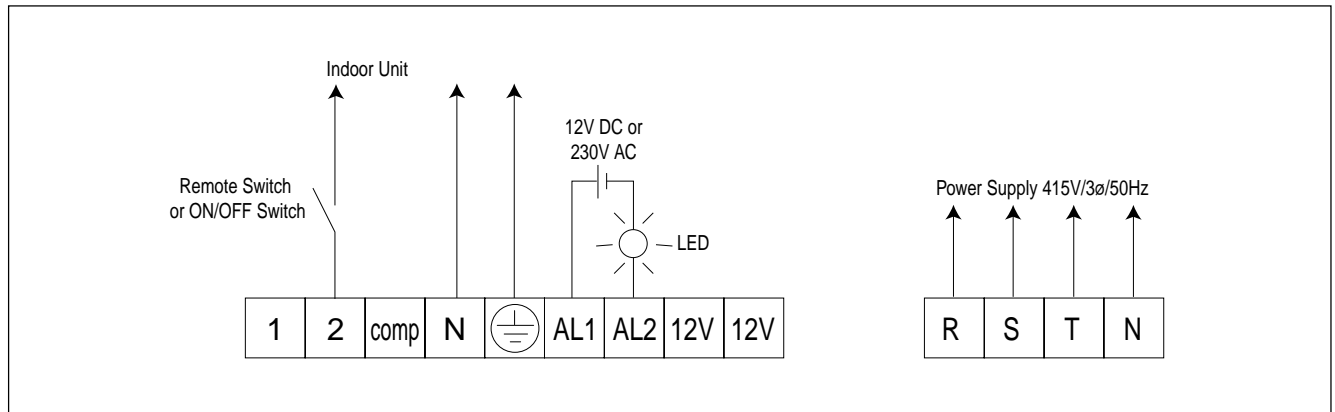 Indoor Unit
12V DC or
230V AC
Remote Switch
or ON/OFF Switch
Power Supply 415V/3ø/50Hz
LED
1 2 comp N AL1 AL2 12V 12V
R S T N